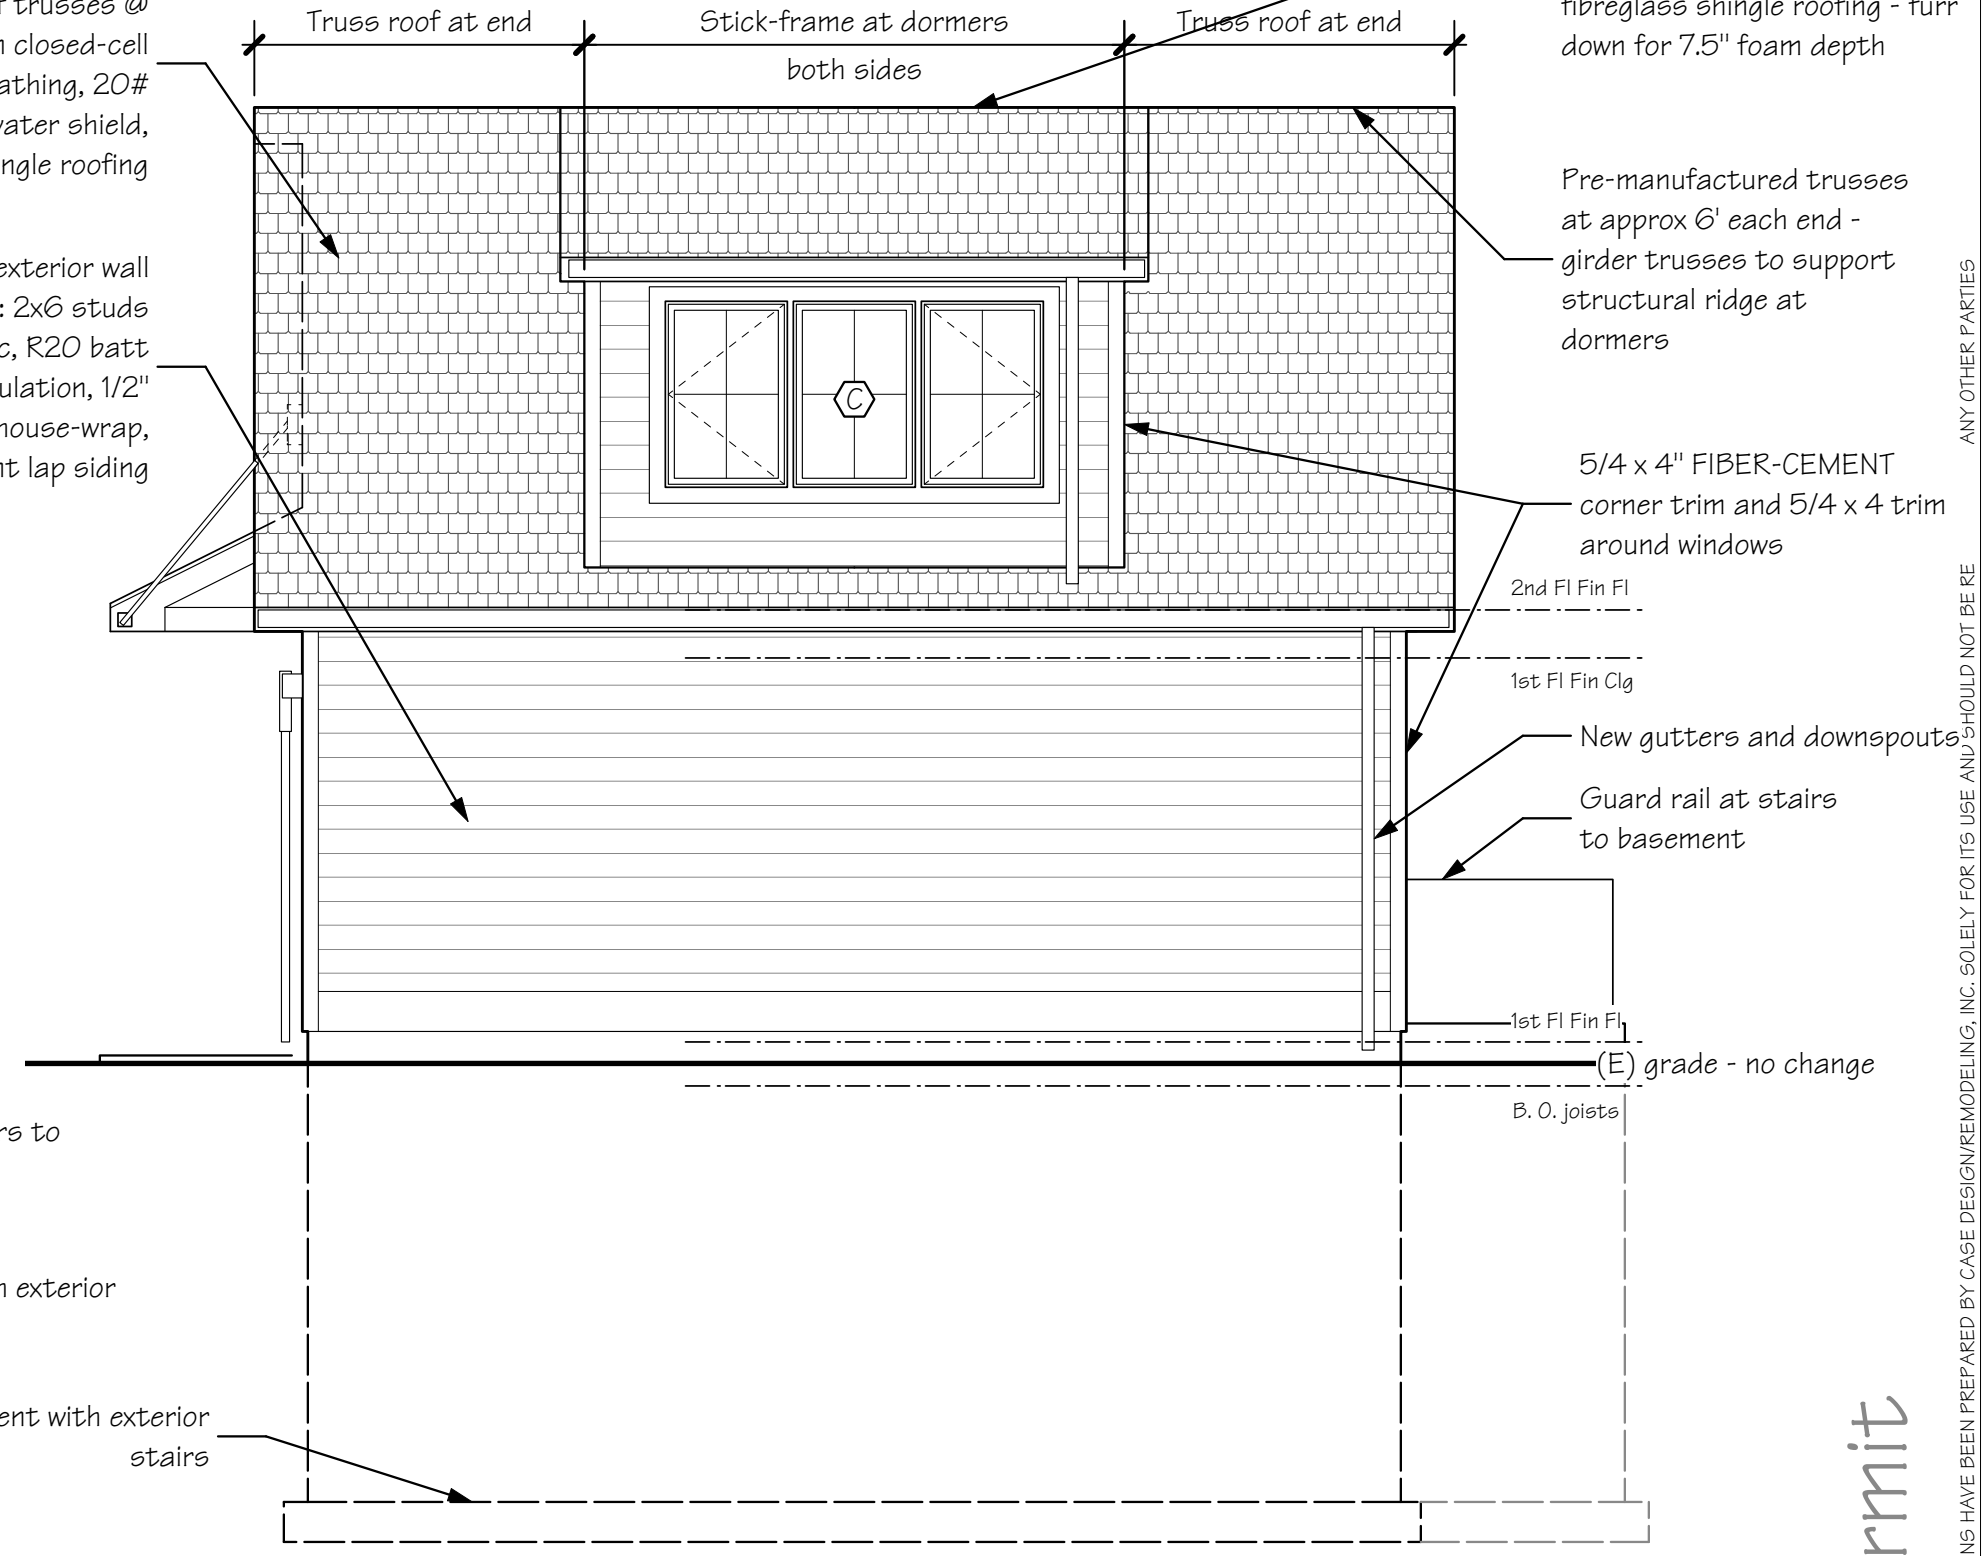 trusses @
closed-cell
athing, 20#
water shield,
ngle roofing
exterior wall
: 2x6 studs
c, R20 batt
ulation, 1/2"
house-wrap,
nt lap siding
Truss roof at end
Stick-frame at dormers
both sides
Truss roof at end
fibreglass shingle roofing - furr
down for 7.5" foam depth
Pre-manufactured trusses
at approx 6' each end -
girder trusses to support
structural ridge at
dormers
C
5/4 x 4" FIBER-CEMENT
corner trim and 5/4 x 4 trim
around windows
2nd Fl Fin Fl
1st Fl Fin Clg
New gutters and downspouts
Guard rail at stairs
to basement
1st Fl Fin Fl
(E) grade - no change
B. O. joists
rs to
exterior
ent with exterior
stairs
rmit
NS HAVE BEEN PREPARED BY CASE DESIGN/REMODELING, INC. SOLELY FOR ITS USE AND SHOULD NOT BE RE
ANY OTHER PARTIES